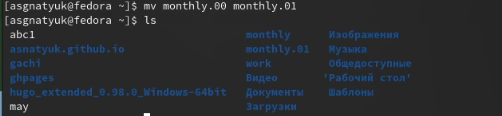 [asgnatyuk@fedora ~]$ mv monthly.00 monthly.01
[asgnatyuk@fedora ~]$ ls
abc1 monthly Изображения
asnatyuk.github.io monthly.01 Музыка
gachi work Общедоступные
ghpages Видео 'Рабочий стол'
hugo_extended_0.98.0_Windows-64bit Документы Шаблоны
may Загрузки